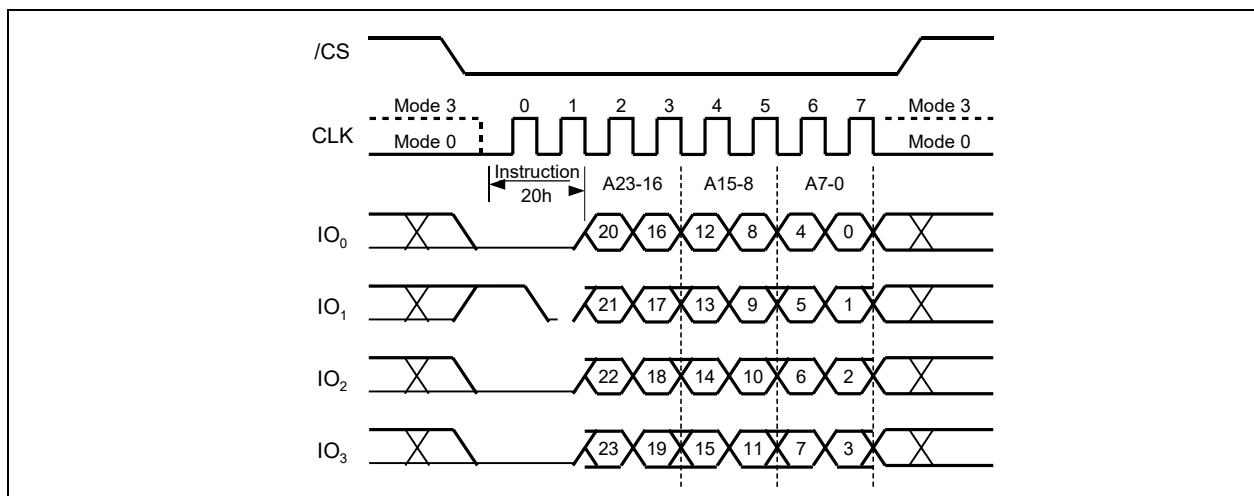 /CS
Mode 3 0 1 2 3 4 5 6 7 Mode 3
CLK
Mode 0 Mode 0
Instruction
20h
A23-16 A15-8 A7-0
IO0 20 16 12 8 4 0
IO1 21 17 13 9 5 1
IO2 22 18 14 10 6 2
IO3 23 19 15 11 7 3